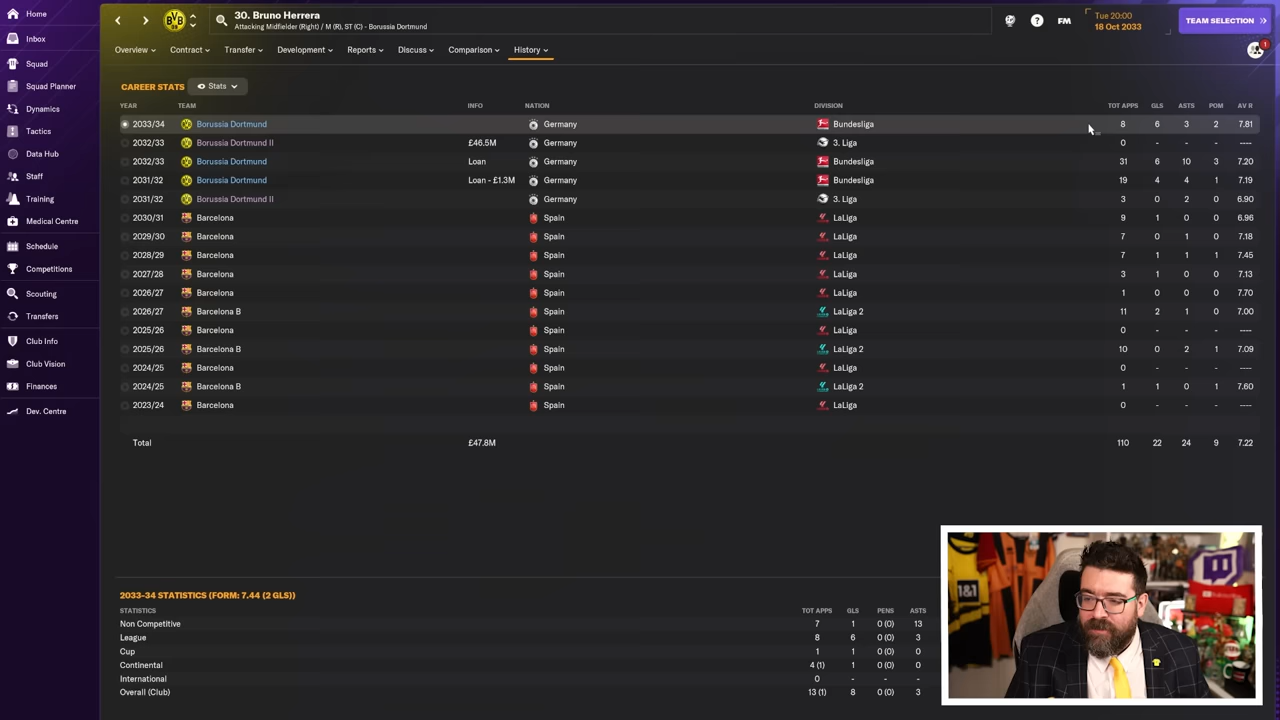 Home
Inbox
Squad
Squad Planner
Dynamics
Tactics
Data Hub
Staff
Training
Medical Centre
Schedule
Competitions
Scouting
Transfers
Club Info
Club Vision
Finances
Dev. Centre
30. Bruno Herrera
Attacking Midfielder (Right) / M (R), ST (C) - Borussia Dortmund
FM
Tue 20:00
18 Oct 2033
TEAM SELECTION
1
Overview Contract Transfer Development Reports Discuss Comparison History
CAREER STATS Stats
YEAR TEAM INFO NATION DIVISION TOT APPS GLS ASTS POM AV R
2033/34 Borussia Dortmund Germany Bundesliga 8 6 3 2 7.81
2032/33 Borussia Dortmund II £46.5M Germany 3. Liga 0 - - - ----
2032/33 Borussia Dortmund Loan Germany Bundesliga 31 6 10 3 7.20
2031/32 Borussia Dortmund Loan - £1.3M Germany Bundesliga 19 4 4 1 7.19
2031/32 Borussia Dortmund II Germany 3. Liga 3 0 2 0 6.90
2030/31 Barcelona Spain LaLiga 9 1 0 0 6.96
2029/30 Barcelona Spain LaLiga 7 0 1 0 7.18
2028/29 Barcelona Spain LaLiga 7 1 1 1 7.45
2027/28 Barcelona Spain LaLiga 3 1 0 0 7.13
2026/27 Barcelona Spain LaLiga 1 0 0 0 7.70
2026/27 Barcelona B Spain LaLiga 2 11 2 1 0 7.00
2025/26 Barcelona Spain LaLiga 0 - - - ----
2025/26 Barcelona B Spain LaLiga 2 10 0 2 1 7.09
2024/25 Barcelona Spain LaLiga 0 - - - ----
2024/25 Barcelona B Spain LaLiga 2 1 1 0 1 7.60
2023/24 Barcelona Spain LaLiga 0 - - - ----
Total £47.8M 110 22 24 9 7.22
2033-34 STATISTICS (FORM: 7.44 (2 GLS))
STATISTICS TOT APPS GLS PENS ASTS
Non Competitive 7 1 0 (0) 13
League 8 6 0 (0) 3
Cup 1 1 0 (0) 0
Continental 4 (1) 1 0 (0) 0
International 0 - - -
Overall (Club) 13 (1) 8 0 (0) 3
1&1